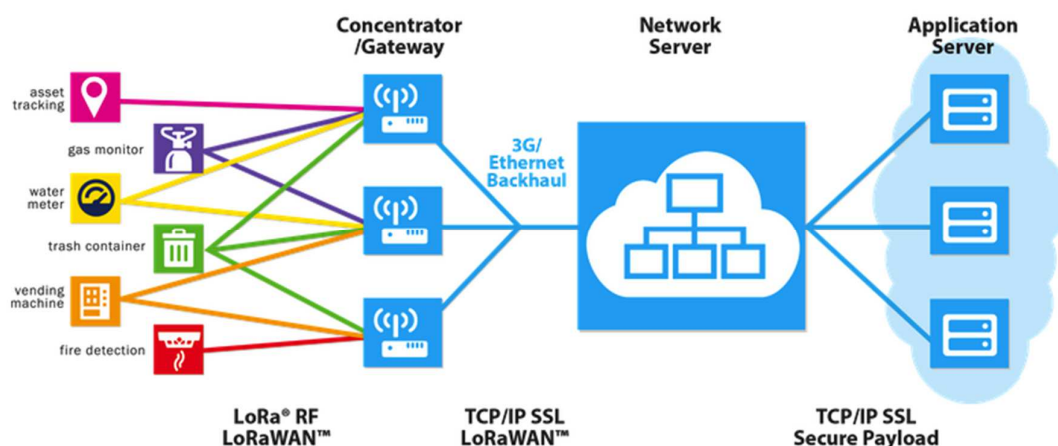 Concentrator
/Gateway
Network
Server
Application
Server
asset
tracking
gas monitor
water
meter
trash container
vending
machine
fire detection
3G/
Ethernet
Backhaul
LoRa® RF
LoRaWAN™
TCP/IP SSL
LoRaWAN™
TCP/IP SSL
Secure Payload